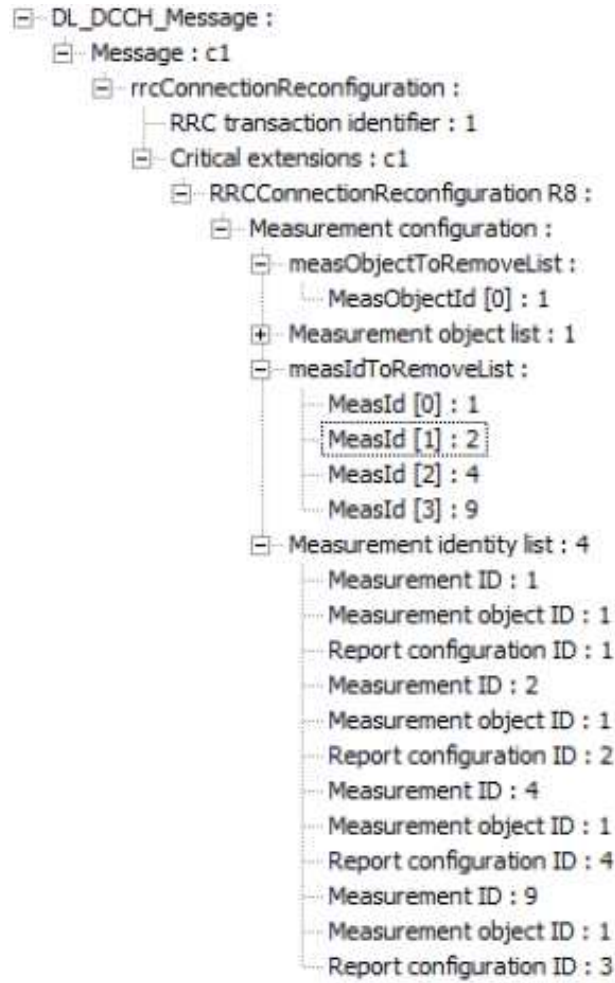 DL_DCCH_Message :
Message : c1
rrcConnectionReconfiguration :
RRC transaction identifier : 1
Critical extensions : c1
RRCConnectionReconfiguration R8 :
Measurement configuration :
measObjectToRemoveList :
MeasObjectId [0] : 1
Measurement object list : 1
measIdToRemoveList :
MeasId [0] : 1
MeasId [1] : 2
MeasId [2] : 4
MeasId [3] : 9
Measurement identity list : 4
Measurement ID : 1
Measurement object ID : 1
Report configuration ID : 1
Measurement ID : 2
Measurement object ID : 1
Report configuration ID : 2
Measurement ID : 4
Measurement object ID : 1
Report configuration ID : 4
Measurement ID : 9
Measurement object ID : 1
Report configuration ID : 3